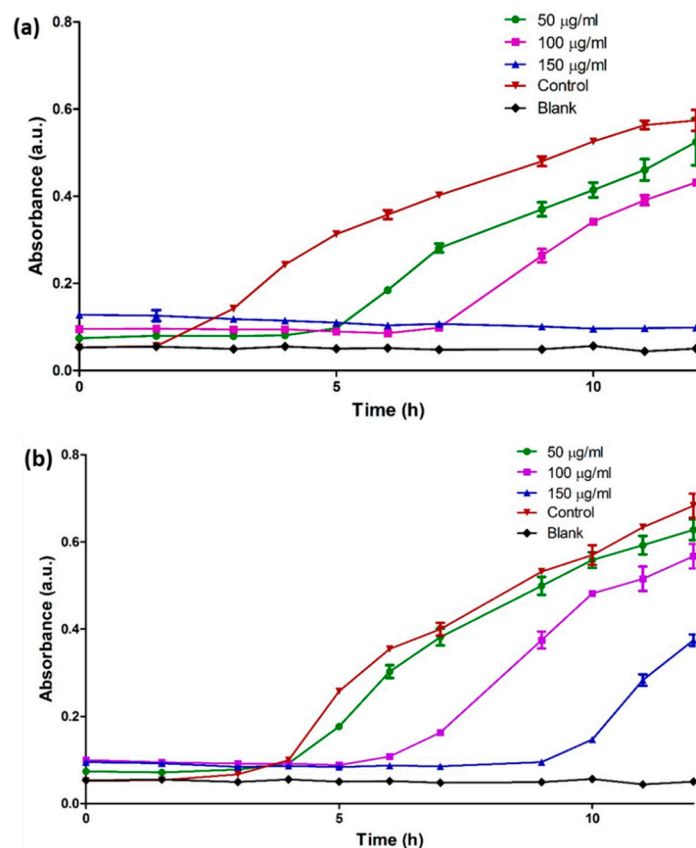 (a)
0.8
0.6
0.4
0.2
0.0
Absorbance (a.u.)
50 μg/ml
100 μg/ml
150 μg/ml
Control
Blank
0
5
10
Time (h)
(b)
0.8
0.6
0.4
0.2
0.0
Absorbance (a.u.)
50 μg/ml
100 μg/ml
150 μg/ml
Control
Blank
0
5
10
Time (h)